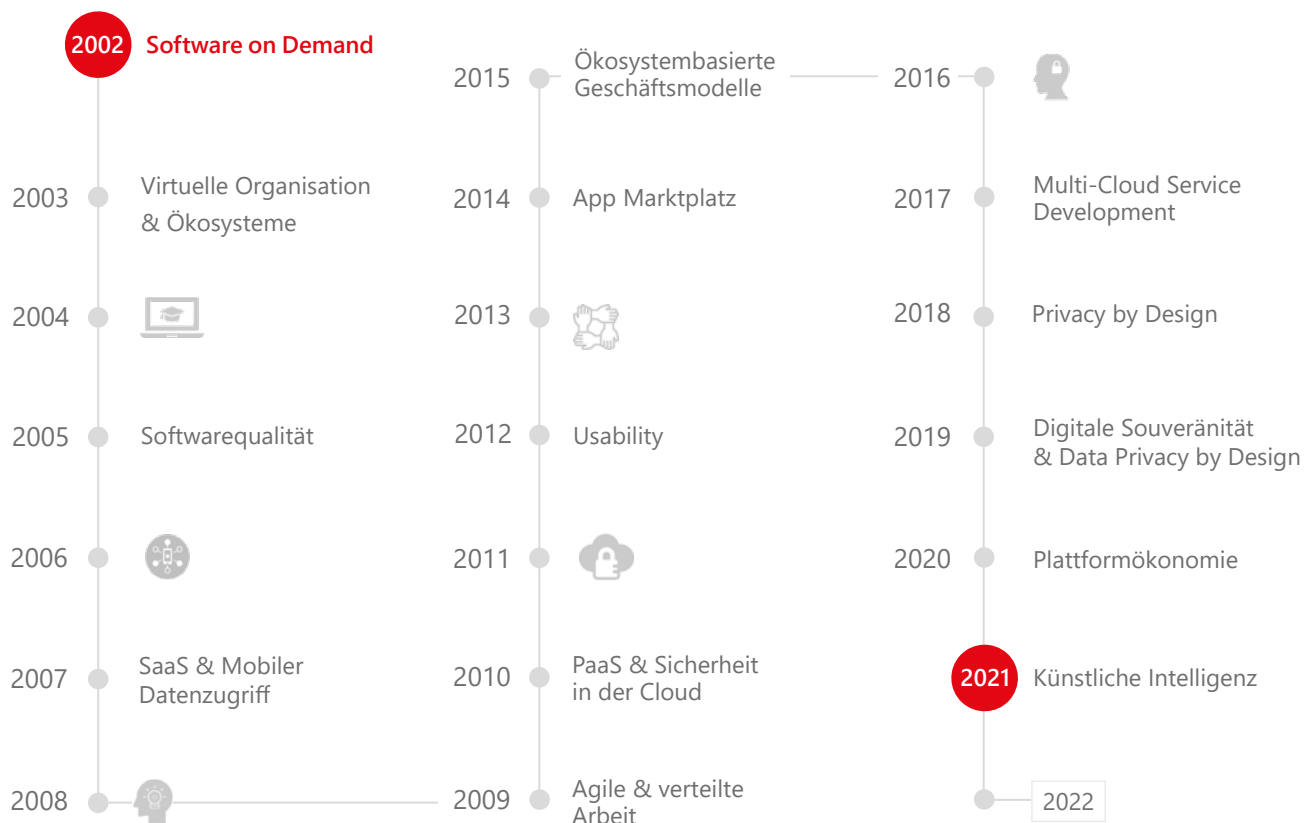 2002 Software on Demand
2003 Virtuelle Organisation
& Ökosysteme
2004
2005 Softwarequalität
2006
2007 SaaS & Mobiler
Datenzugriff
2008
2009 Agile & verteilte
Arbeit
2010 PaaS & Sicherheit
in der Cloud
2011
2012 Usability
2013
2014 App Marktplatz
2015 Ökosystembasierte
Geschäftsmodelle
2016
2017 Multi-Cloud Service
Development
2018 Privacy by Design
2019 Digitale Souveränität
& Data Privacy by Design
2020 Plattformökonomie
2021 Künstliche Intelligenz
2022